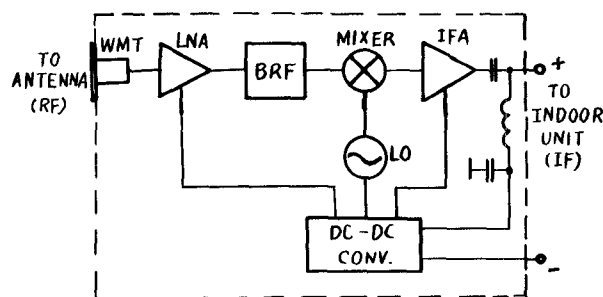 TO
ANTENNA
(RF)
WMT
LNA
BRF
MIXER
IFA
LO
+
TO
INDOOR
UNIT
(IF)
DC-DC
CONV.
-